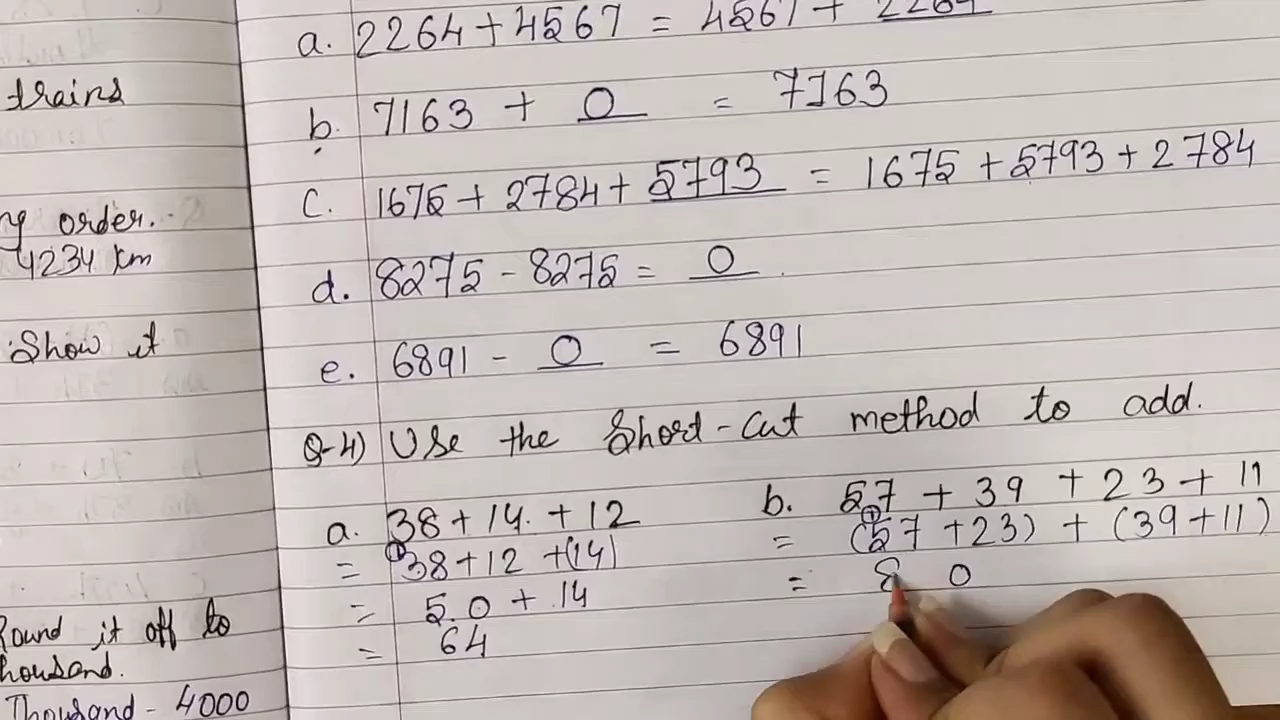 trains
ny order.
4234 km
Show it
Round it off to
housand.
Thousand - 4000
a. 2264 + 4567 = 4567 + 2264
b. 7163 + 0 = 7163
c. 1675 + 2784 + 5793 = 1675 + 5793 + 2784
d. 8275 - 8275 = 0
e. 6891 - 0 = 6891
Q-4) Use the Short-cut method to add.
a. 38 + 14 + 12
= 38 + 12 + (14)
= 50 + 14
= 64
b. 57 + 39 + 23 + 11
= (57 + 23) + (39 + 11)
= 80